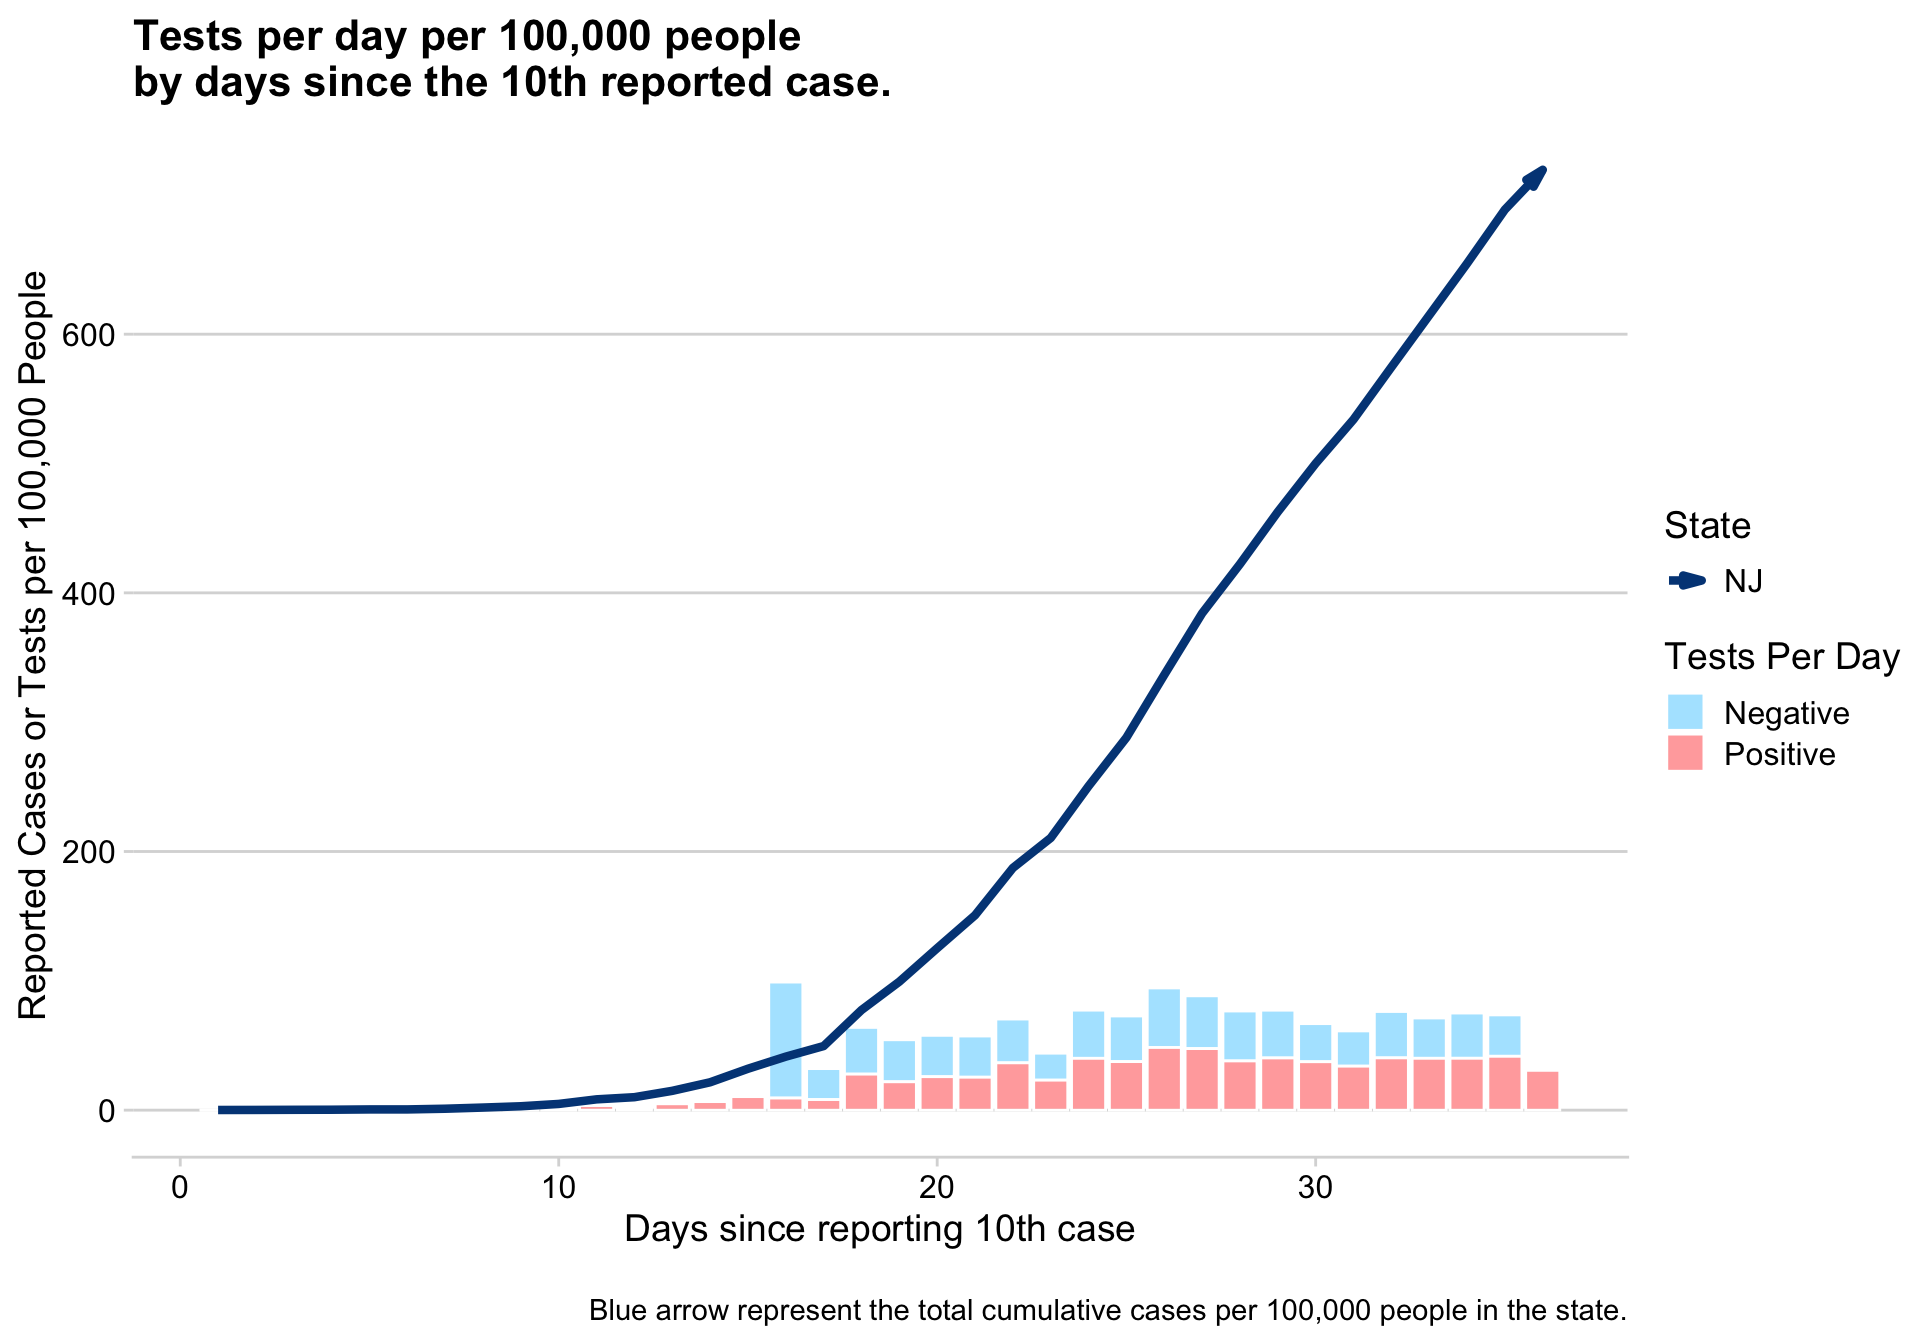 Tests per day per 100,000 people
by days since the 10th reported case.
Reported Cases or Tests per 100,000 People
600
400
200
0
0
10
20
30
Days since reporting 10th case
State
NJ
Tests Per Day
Negative
Positive
Blue arrow represent the total cumulative cases per 100,000 people in the state.